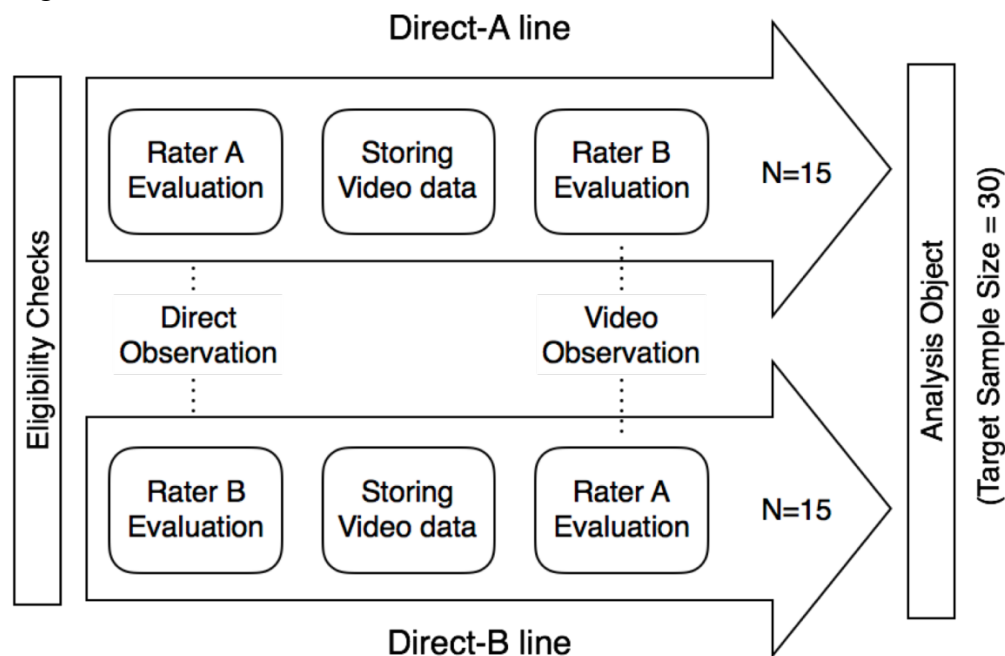 Direct-A line
Eligibility Checks
Rater A
Evaluation
Storing
Video data
Rater B
Evaluation
N=15
Direct
Observation
Video
Observation
Rater B
Evaluation
Storing
Video data
Rater A
Evaluation
N=15
Direct-B line
Analysis Object
(Target Sample Size = 30)